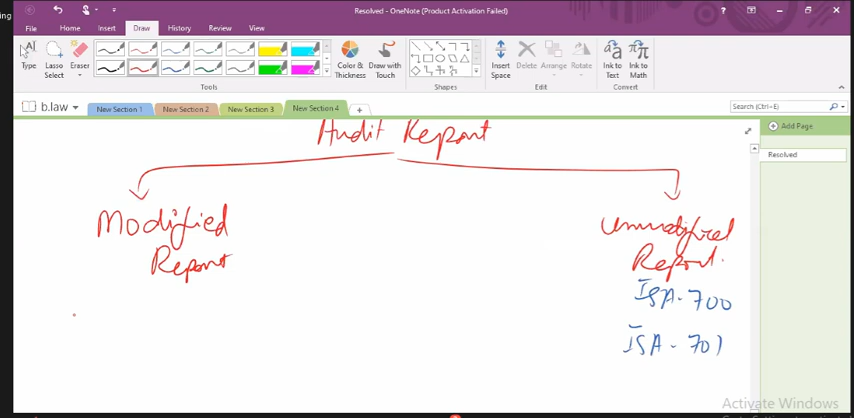 ing
Resolved - OneNote (Product Activation Failed)
File Home Insert Draw History Review View
Type
Lasso Select
Eraser
Color & Thickness
Draw with Touch
Insert Space
Delete
Arrange
Rotate
Ink to Text
Ink to Math
Tools
Shapes
Edit
Convert
b.law
New Section 1
New Section 2
New Section 3
New Section 4
Search (Ctrl+E)
Add Page
Resolved
Audit Report
Modified
Report
Unmodified
Report.
ISA - 700
ISA - 701
Activate Windows